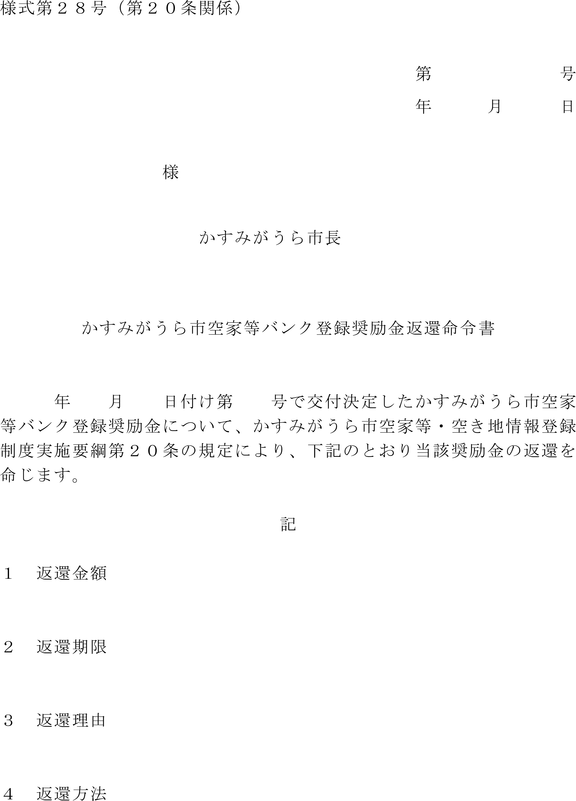 様式第２８号（第２０条関係）
第　　　　　　　号
年　　　月　　　日
様
かすみがうら市長
かすみがうら市空家等バンク登録奨励金返還命令書
年　　月　　日付け第　　号で交付決定したかすみがうら市空家
等バンク登録奨励金について、かすみがうら市空家等・空き地情報登録
制度実施要綱第２０条の規定により、下記のとおり当該奨励金の返還を
命じます。
記
１　返還金額
２　返還期限
３　返還理由
４　返還方法